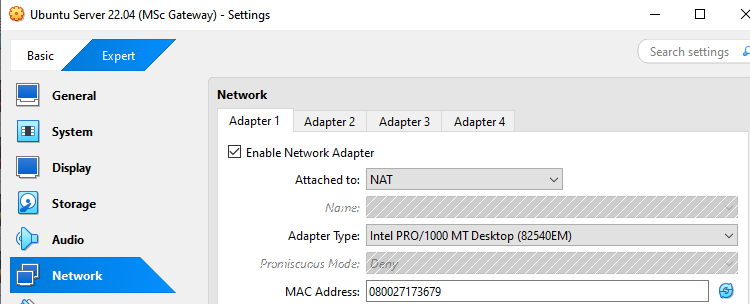 Ubuntu Server 22.04 (MSc Gateway) - Settings
Basic Expert Search settings
General
System
Display
Storage
Audio
Network
Network
Adapter 1 Adapter 2 Adapter 3 Adapter 4
Enable Network Adapter
Attached to: NAT
Name:
Adapter Type: Intel PRO/1000 MT Desktop (82540EM)
Promiscuous Mode: Deny
MAC Address: 080027173679